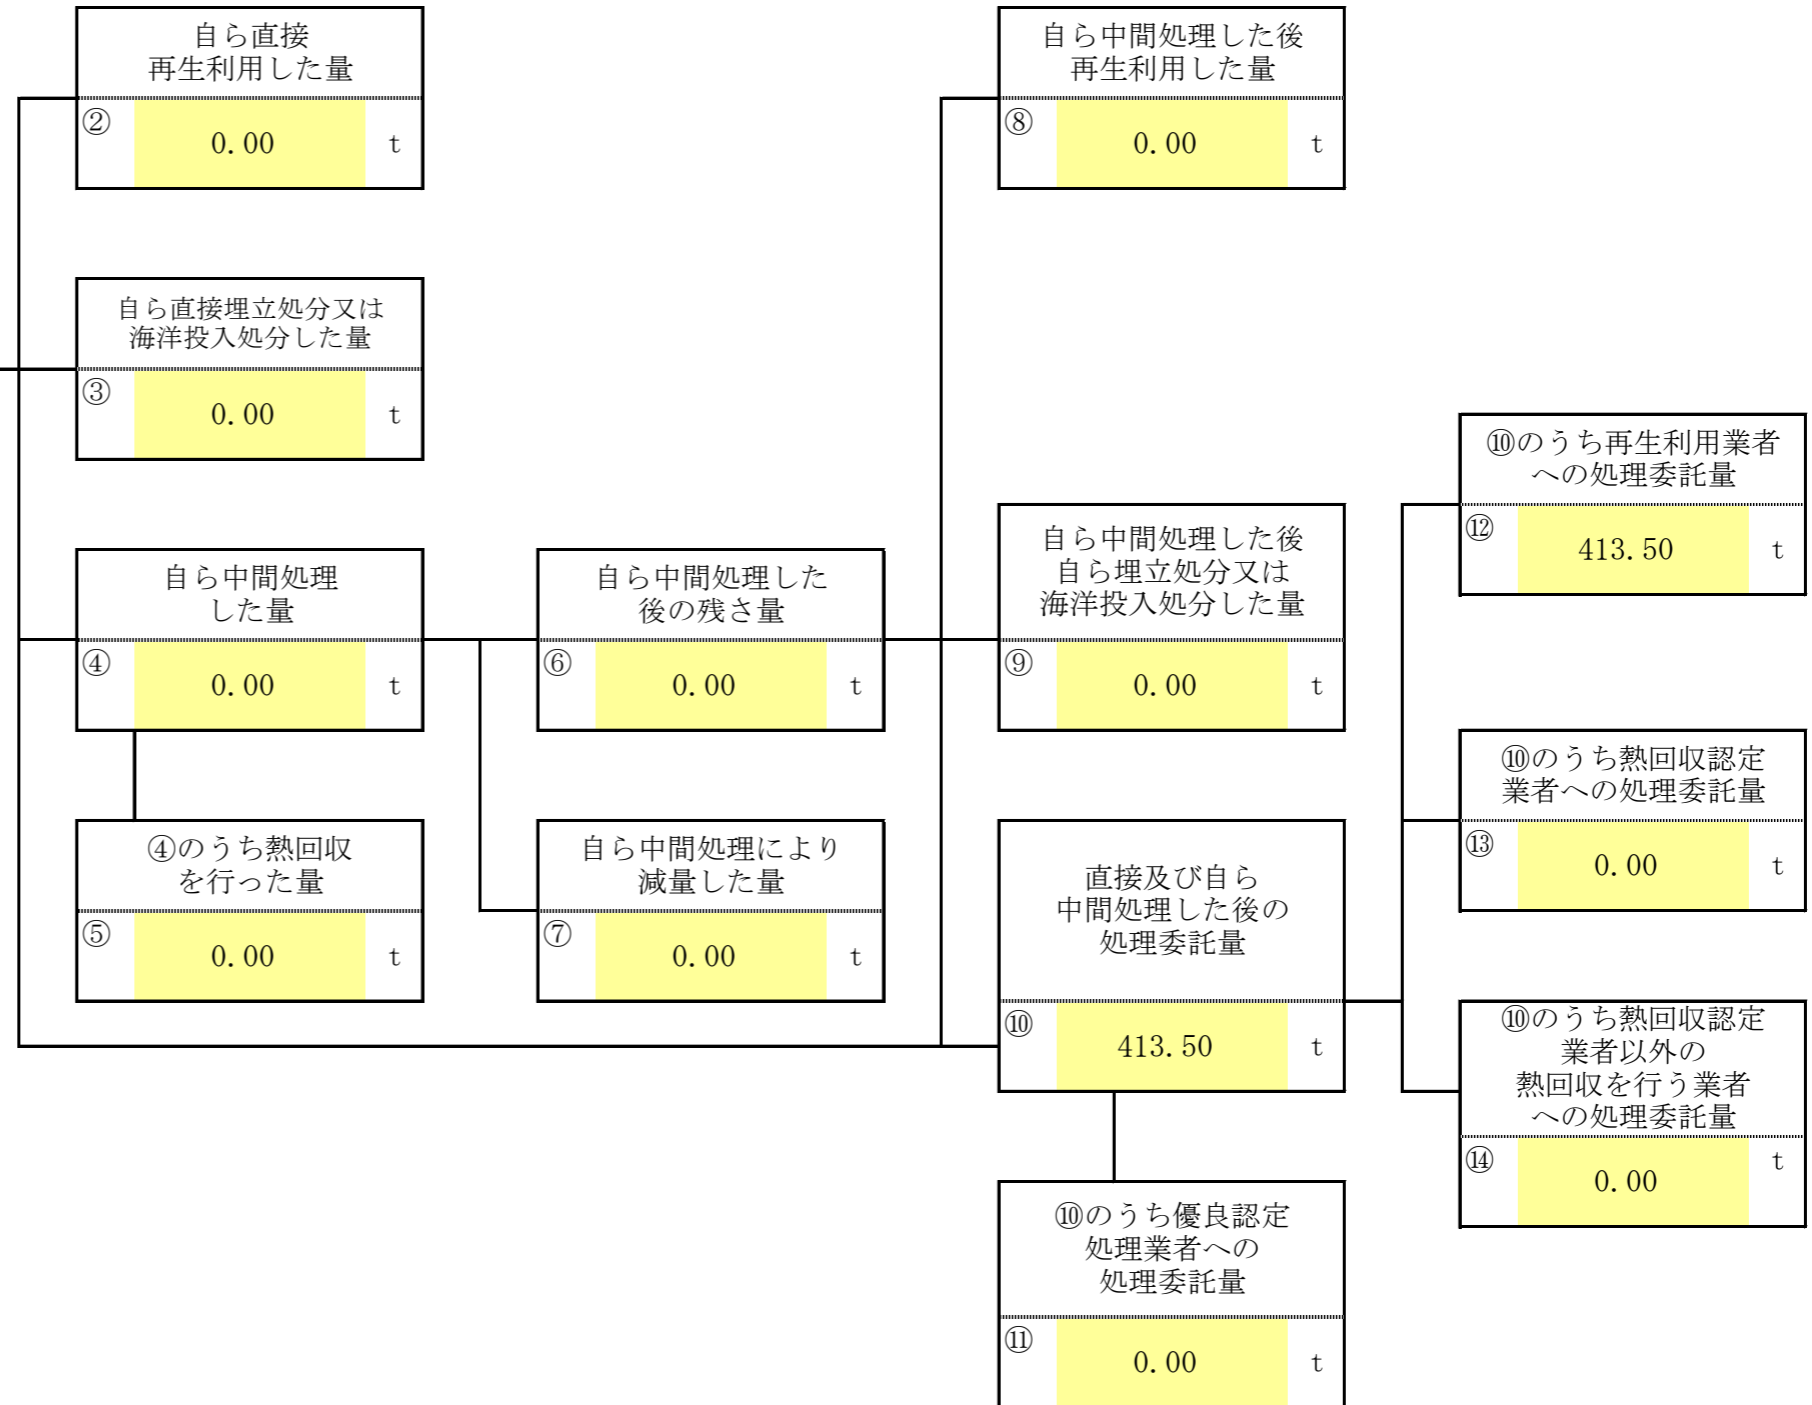 自ら直接
再生利用した量
②
0.00
t
自ら中間処理した後
再生利用した量
⑧
0.00
t
自ら直接埋立処分又は
海洋投入処分した量
③
0.00
t
自ら中間処理
した量
④
0.00
t
自ら中間処理した
後の残さ量
⑥
0.00
t
自ら中間処理した後
自ら埋立処分又は
海洋投入処分した量
⑨
0.00
t
⑩のうち再生利用業者
への処理委託量
⑫
413.50
t
④のうち熱回収
を行った量
⑤
0.00
t
自ら中間処理により
減量した量
⑦
0.00
t
直接及び自ら
中間処理した後の
処理委託量
⑩
413.50
t
⑩のうち熱回収認定
業者への処理委託量
⑬
0.00
t
⑩のうち熱回収認定
業者以外の
熱回収を行う業者
への処理委託量
⑭
0.00
t
⑩のうち優良認定
処理業者への
処理委託量
⑪
0.00
t